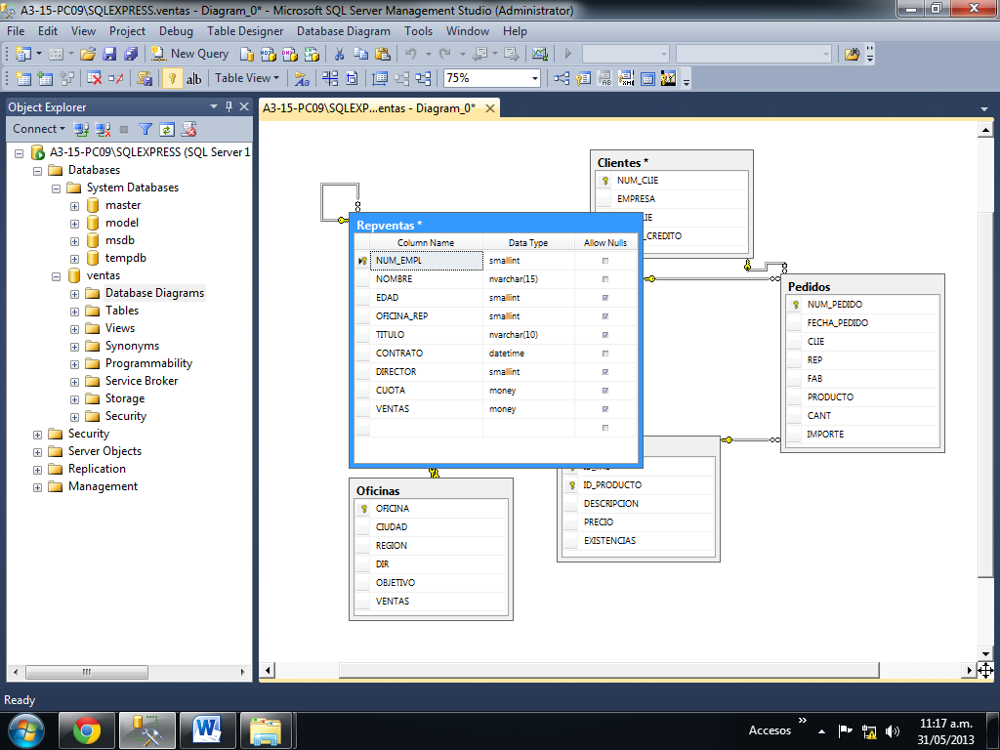 A3-15-PC09\SQLEXPRESS.ventas - Diagram_0* - Microsoft SQL Server Management Studio (Administrator)
File Edit View Project Debug Table Designer Database Diagram Tools Window Help
New Query
Table View 75%
Object Explorer
Connect
A3-15-PC09\SQLEXPRESS (SQL Server 1
Databases
System Databases
master
model
msdb
tempdb
ventas
Database Diagrams
Tables
Views
Synonyms
Programmability
Service Broker
Storage
Security
Security
Server Objects
Replication
Management
A3-15-PC09\SQLEXP...entas - Diagram_0*
Clientes *
NUM_CLIE
EMPRESA
LIE
_CREDITO
Repventas *
Column Name Data Type Allow Nulls
NUM_EMPL smallint
NOMBRE nvarchar(15)
EDAD smallint
OFICINA_REP smallint
TITULO nvarchar(10)
CONTRATO datetime
DIRECTOR smallint
CUOTA money
VENTAS money
Pedidos
NUM_PEDIDO
FECHA_PEDIDO
CLIE
REP
FAB
PRODUCTO
CANT
IMPORTE
Oficinas
OFICINA
CIUDAD
REGION
DIR
OBJETIVO
VENTAS
ID_PRODUCTO
DESCRIPCION
PRECIO
EXISTENCIAS
Ready
Accesos
11:17 a.m.
31/05/2013